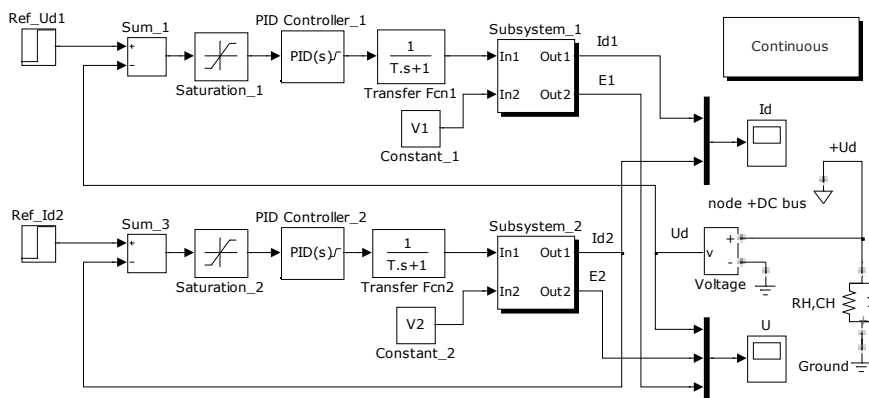 Ref_Ud1
Sum_1
+
−
Saturation_1
PID Controller_1
PID(s)
1
T.s+1
Transfer Fcn1
V1
Constant_1
Subsystem_1
In1
In2
Out1
Out2
Id1
E1
Continuous
Id
+Ud
node +DC bus
Ref_Id2
Sum_3
+
−
Saturation_2
PID Controller_2
PID(s)
1
T.s+1
Transfer Fcn2
V2
Constant_2
Subsystem_2
In1
In2
Out1
Out2
Id2
E2
Ud
v
+
-
Voltage
RH,CH
U
Ground